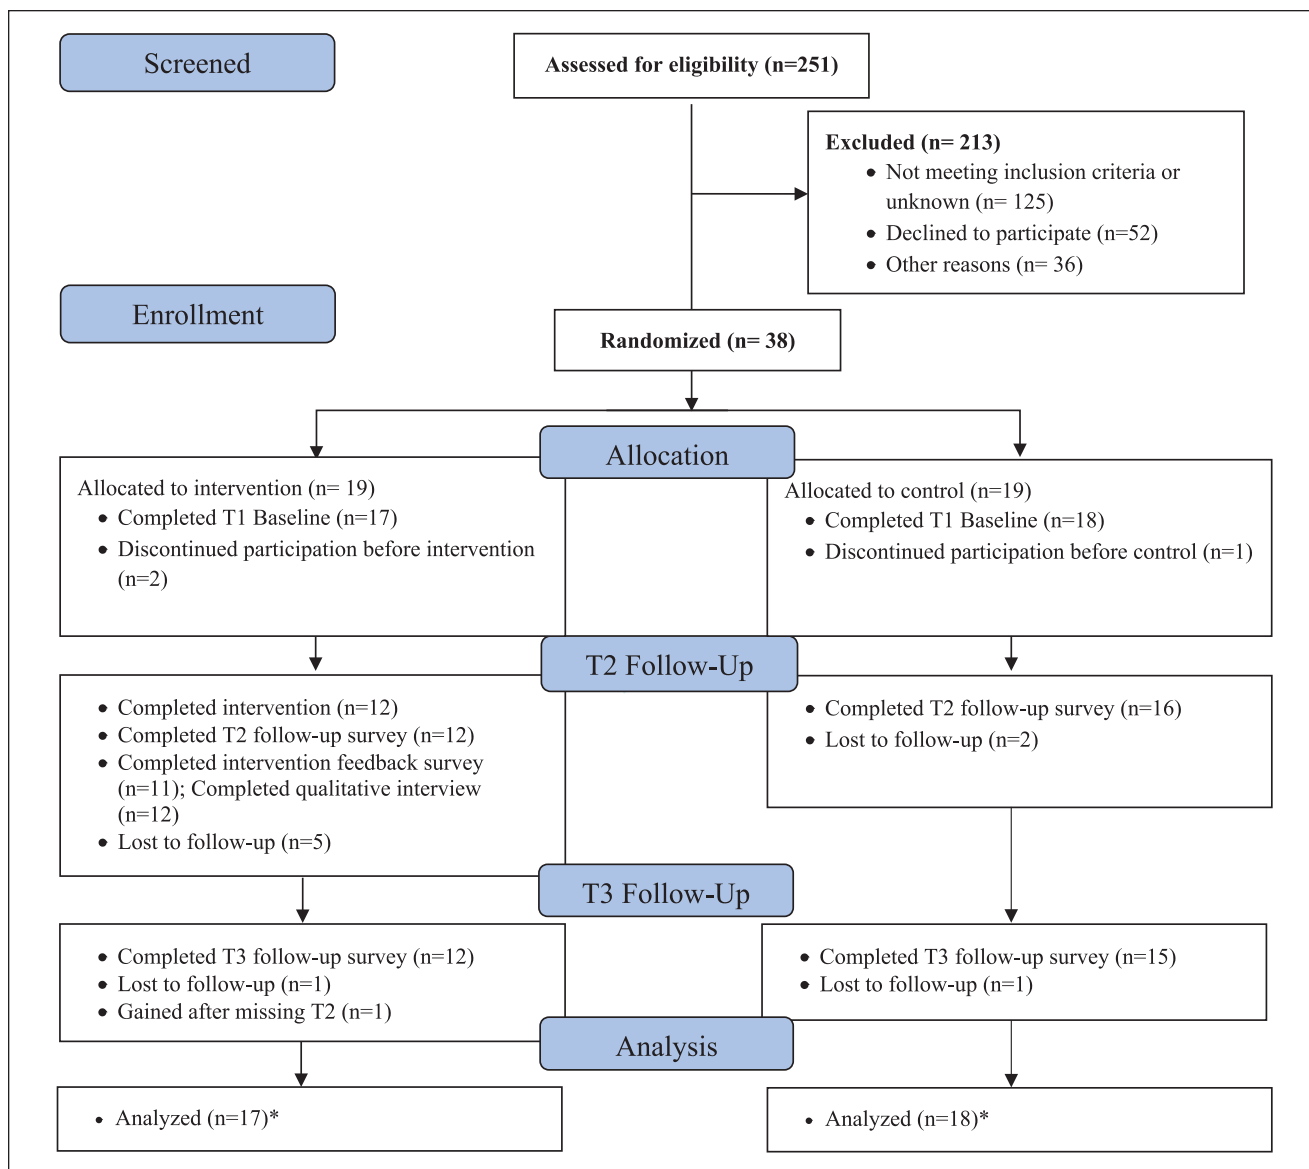 Screened
Assessed for eligibility (n=251)
Excluded (n= 213)
• Not meeting inclusion criteria or
unknown (n= 125)
• Declined to participate (n=52)
• Other reasons (n= 36)
Enrollment
Randomized (n= 38)
Allocation
Allocated to intervention (n= 19)
• Completed T1 Baseline (n=17)
• Discontinued participation before intervention
(n=2)
Allocated to control (n=19)
• Completed T1 Baseline (n=18)
• Discontinued participation before control (n=1)
T2 Follow-Up
• Completed intervention (n=12)
• Completed T2 follow-up survey (n=12)
• Completed intervention feedback survey
(n=11); Completed qualitative interview
(n=12)
• Lost to follow-up (n=5)
• Completed T2 follow-up survey (n=16)
• Lost to follow-up (n=2)
T3 Follow-Up
• Completed T3 follow-up survey (n=12)
• Lost to follow-up (n=1)
• Gained after missing T2 (n=1)
• Completed T3 follow-up survey (n=15)
• Lost to follow-up (n=1)
Analysis
• Analyzed (n=17)*
• Analyzed (n=18)*